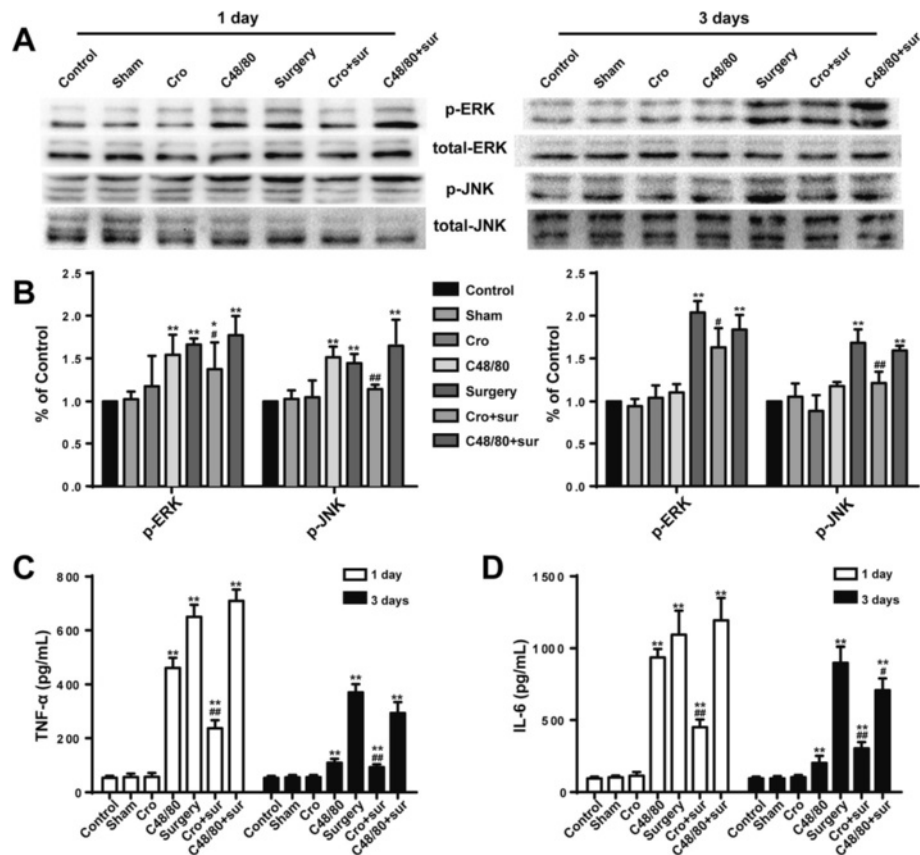 A
1 day
Control Sham Cro C48/80 Surgery Cro+sur C48/80+sur
3 days
Control Sham Cro C48/80 Surgery Cro+sur C48/80+sur
p-ERK
total-ERK
p-JNK
total-JNK
B
% of Control
2.5
2.0
1.5
1.0
0.5
0.0
** ** * # **
** ** ## **
p-ERK p-JNK
Control
Sham
Cro
C48/80
Surgery
Cro+sur
C48/80+sur
% of Control
2.5
2.0
1.5
1.0
0.5
0.0
** # **
** ## **
p-ERK p-JNK
C
TNF-α (pg/mL)
800
600
400
200
0
1 day
3 days
** ** ** ## **
** ** ** ## **
Control Sham Cro C48/80 Surgery Cro+sur C48/80+sur
Control Sham Cro C48/80 Surgery Cro+sur C48/80+sur
D
IL-6 (pg/mL)
1500
1000
500
0
1 day
3 days
** ** ** ## **
** ** ** ## ** #
Control Sham Cro C48/80 Surgery Cro+sur C48/80+sur
Control Sham Cro C48/80 Surgery Cro+sur C48/80+sur